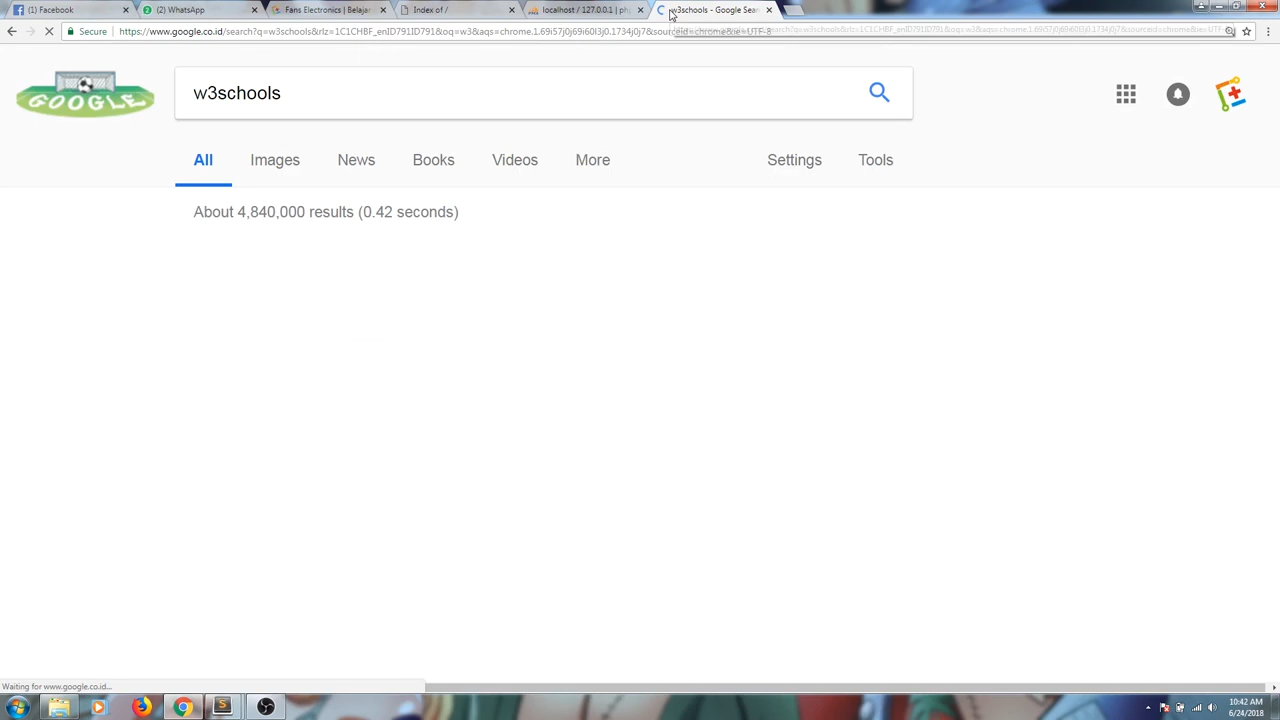 (1) Facebook
(2) WhatsApp
Fans Electronics | Belajar
Index of /
localhost / 127.0.0.1 | ph
w3schools - Google Sear
Secure
https://www.google.co.id/search?q=w3schools&rlz=1C1CHBF_enID791ID791&oq=w3&aqs=chrome.1.69i57j0j69i60l3j0.1734j0j7&sourceid=chrome&ie=UTF-8
GOOGLE
w3schools
All
Images
News
Books
Videos
More
Settings
Tools
About 4,840,000 results (0.42 seconds)
Waiting for www.google.co.id...
10:42 AM
6/24/2018